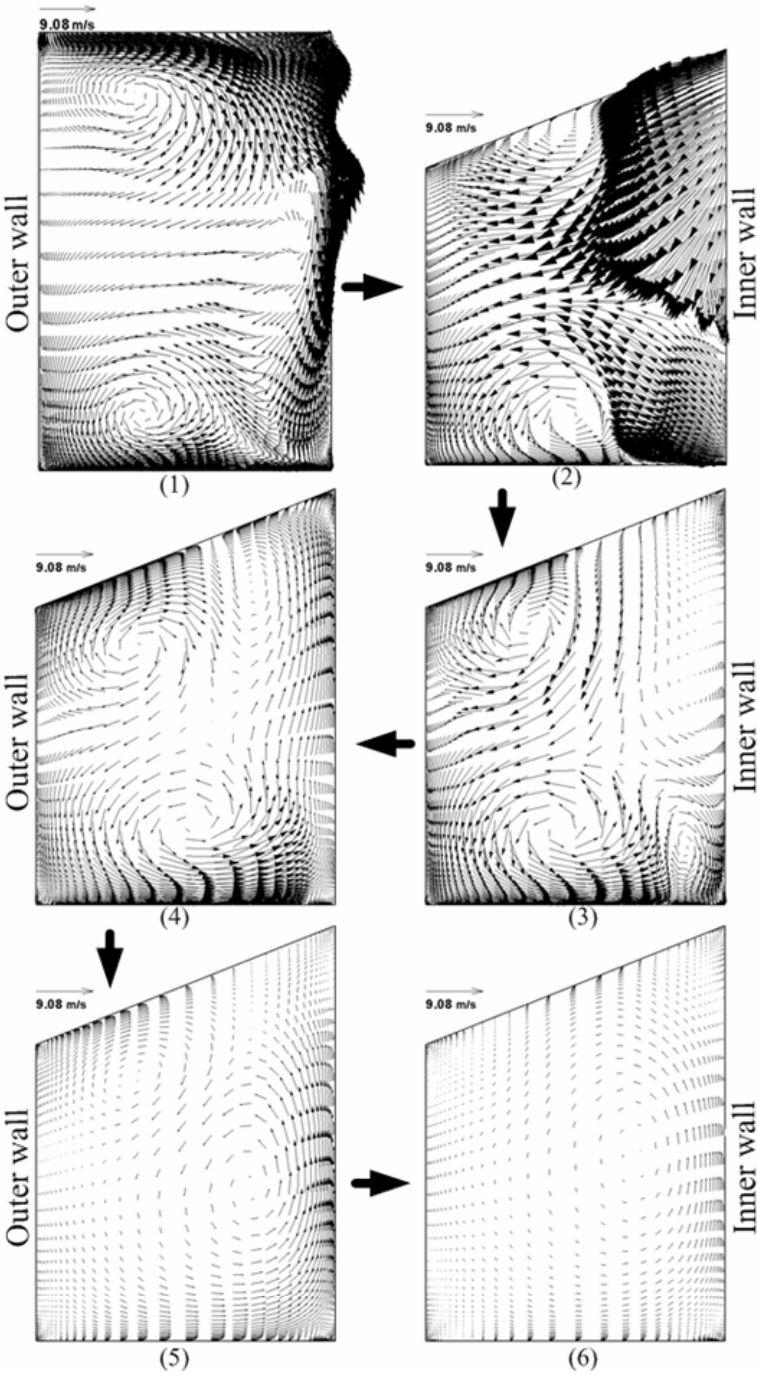 9.08 m/s
9.08 m/s
Outer wall
Inner wall
(1)
(2)
9.08 m/s
9.08 m/s
Outer wall
Inner wall
(4)
(3)
9.08 m/s
9.08 m/s
Outer wall
Inner wall
(5)
(6)